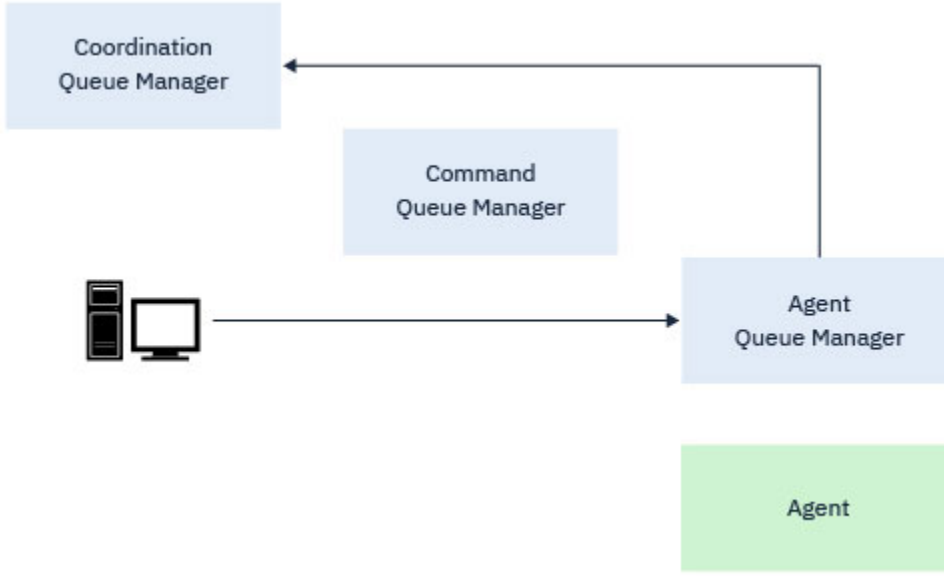 Coordination
Queue Manager
Command
Queue Manager
Agent
Queue Manager
Agent